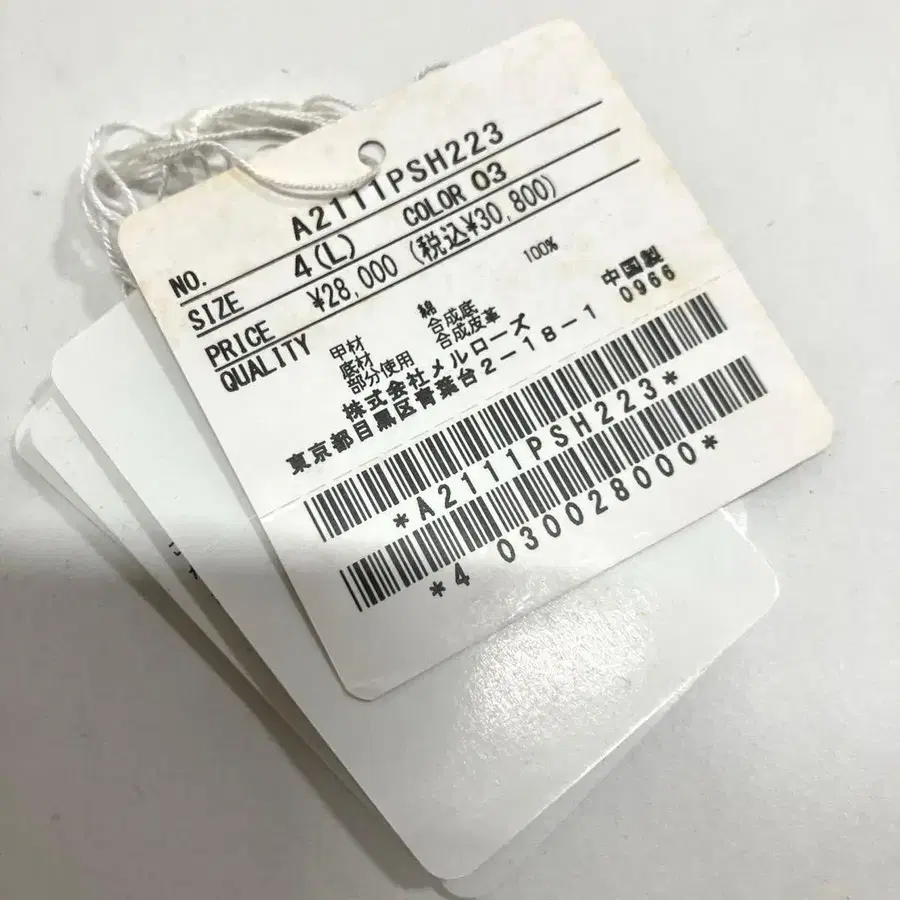 NO. A2111PSH223
SIZE 4(L) COLOR 03
PRICE ¥28,000 (税込¥30,800)
QUALITY
甲材 綿 100%
底材 合成底
部分使用 合成皮革
株式会社メルローズ 中国製
東京都目黒区青葉台2-18-1 0966
*A2111PSH223*
*4 030028000*